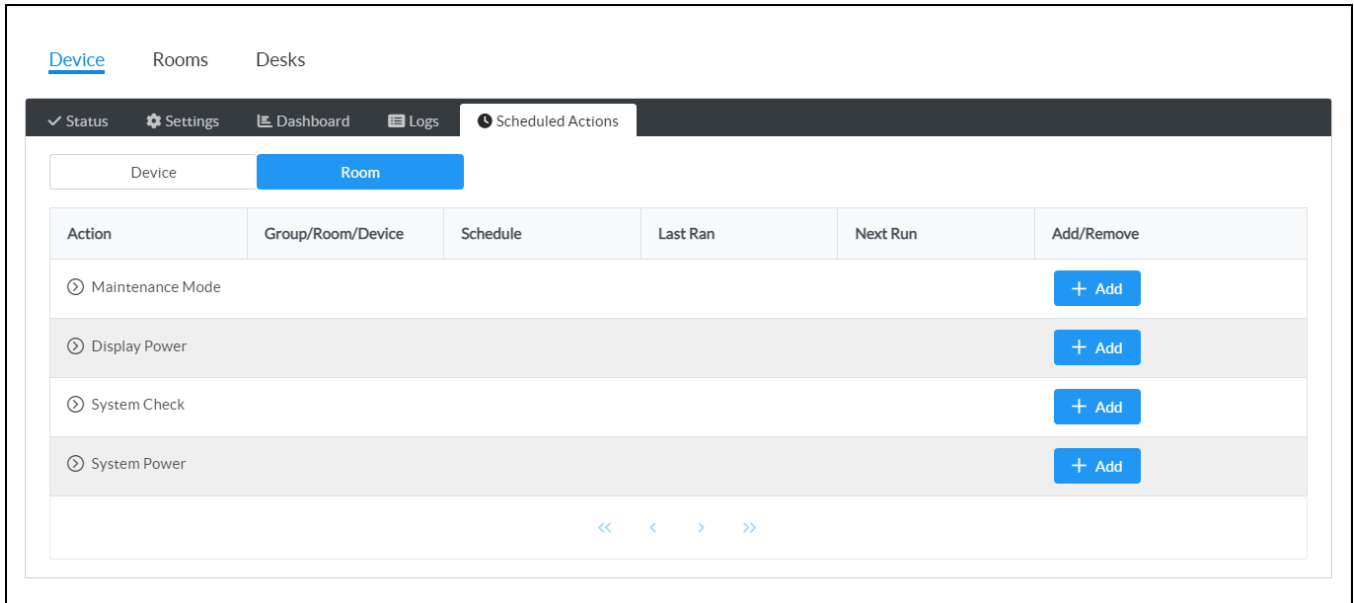 Device Rooms Desks
Status Settings Dashboard Logs Scheduled Actions
Device Room
Action Group/Room/Device Schedule Last Ran Next Run Add/Remove
Maintenance Mode + Add
Display Power + Add
System Check + Add
System Power + Add
« ‹ › »